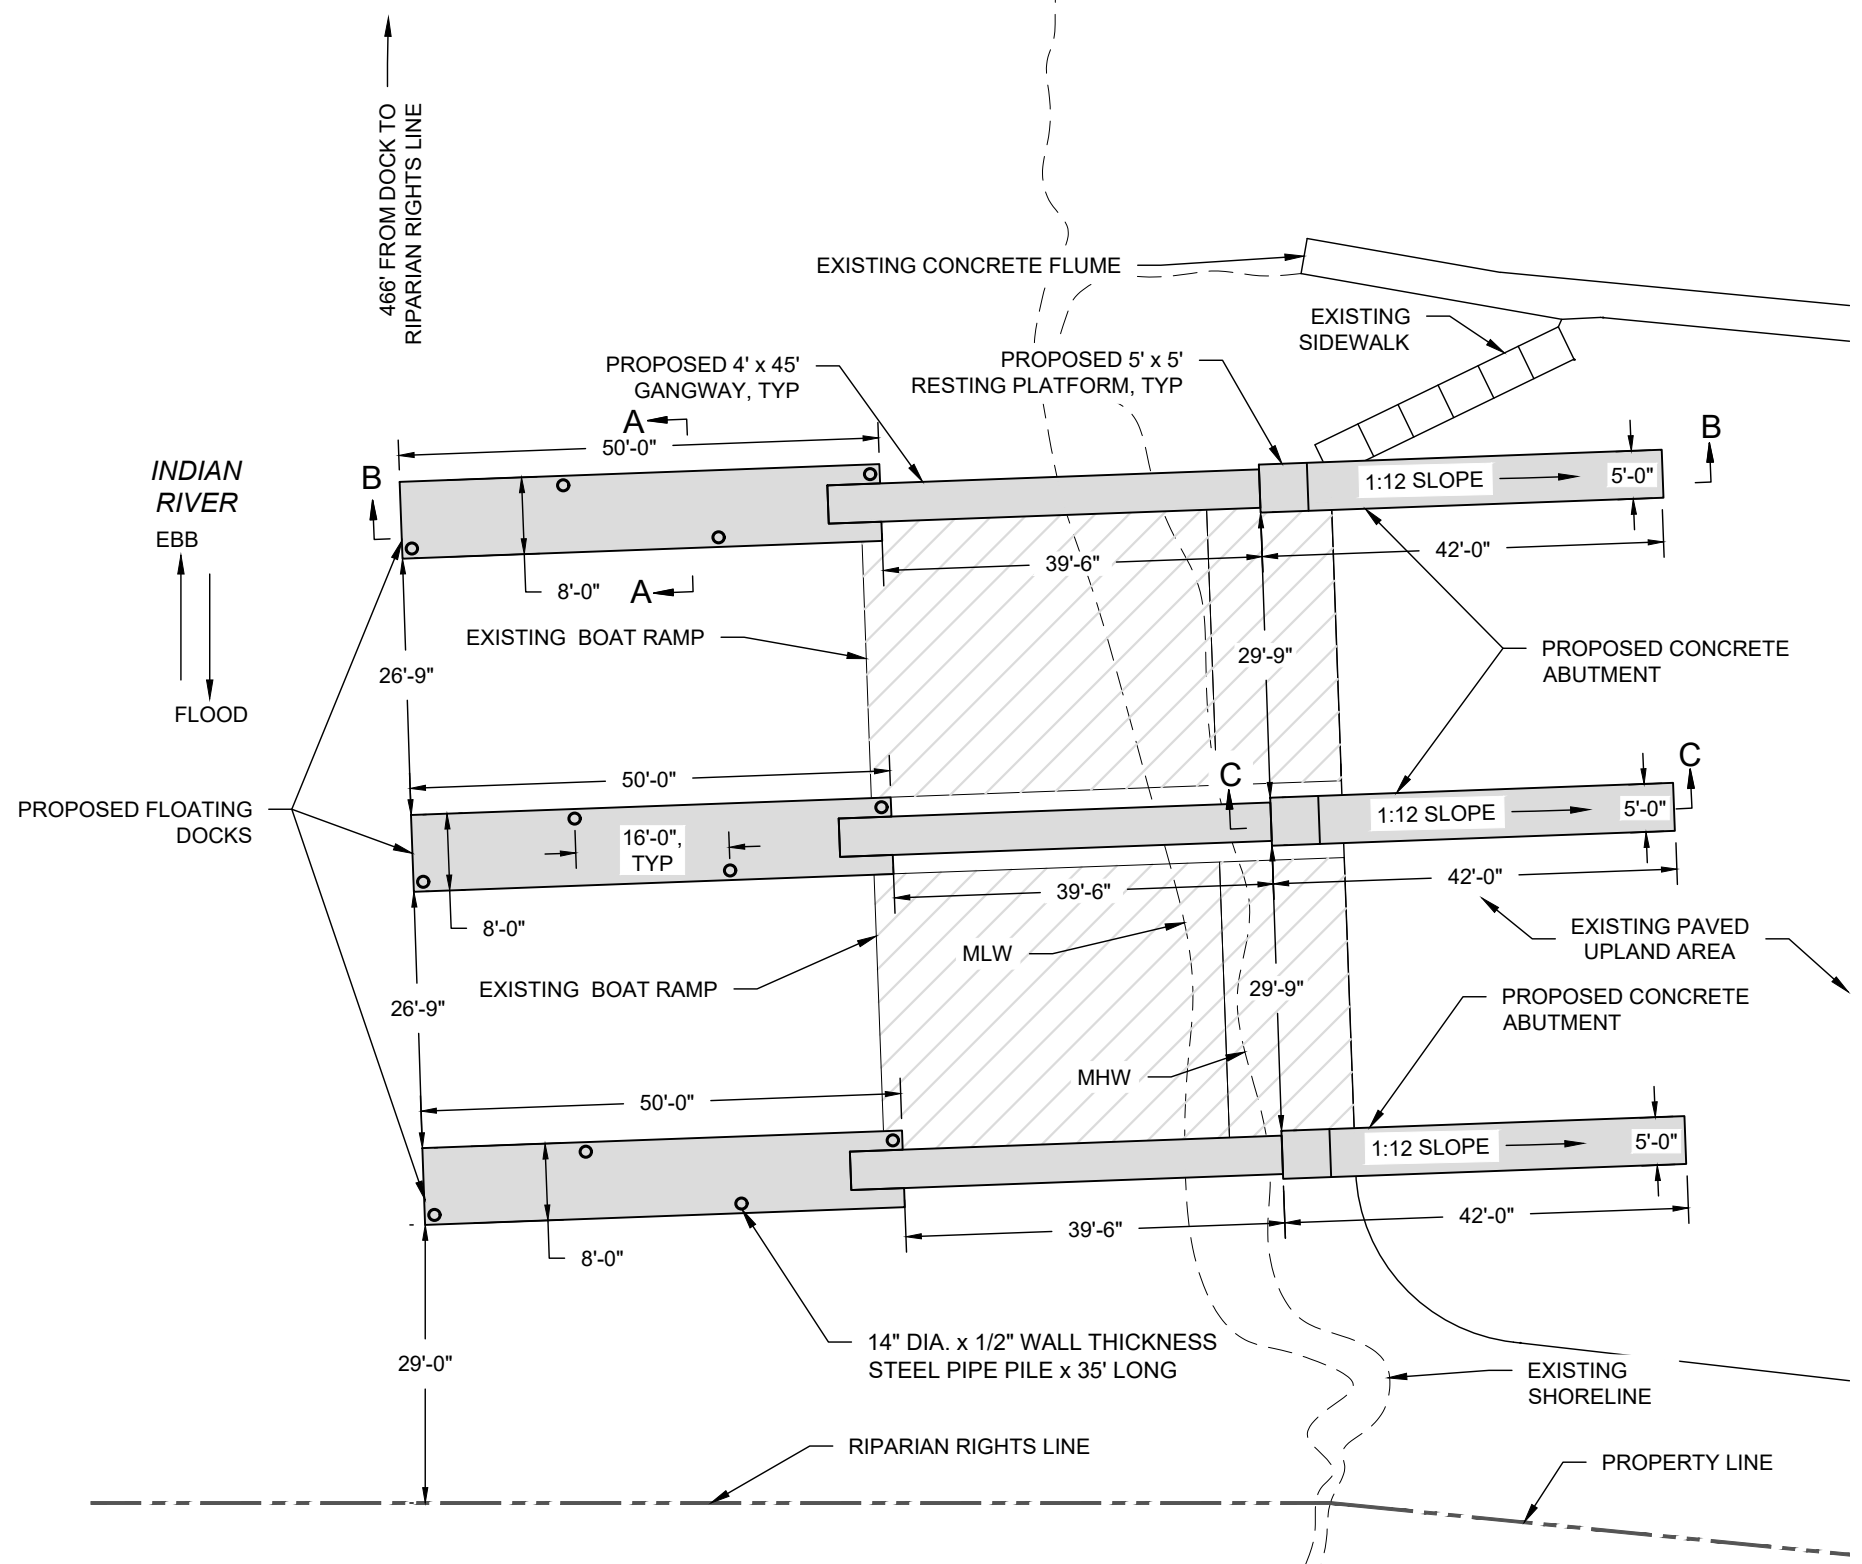 466' FROM DOCK TO
RIPARIAN RIGHTS LINE
EXISTING CONCRETE FLUME
EXISTING
SIDEWALK
PROPOSED 4' x 45'
GANGWAY, TYP
PROPOSED 5' x 5'
RESTING PLATFORM, TYP
A
50'-0"
B
B
INDIAN
RIVER
EBB
FLOOD
1:12 SLOPE
5'-0"
39'-6"
42'-0"
8'-0"
A
EXISTING  BOAT RAMP
26'-9"
29'-9"
PROPOSED CONCRETE
ABUTMENT
50'-0"
C
C
PROPOSED FLOATING
DOCKS
16'-0",
TYP
1:12 SLOPE
5'-0"
39'-6"
42'-0"
8'-0"
EXISTING PAVED
UPLAND AREA
MLW
EXISTING  BOAT RAMP
26'-9"
29'-9"
PROPOSED CONCRETE
ABUTMENT
MHW
50'-0"
1:12 SLOPE
5'-0"
39'-6"
42'-0"
8'-0"
14" DIA. x 1/2" WALL THICKNESS
STEEL PIPE PILE x 35' LONG
29'-0"
EXISTING
SHORELINE
RIPARIAN RIGHTS LINE
PROPERTY LINE